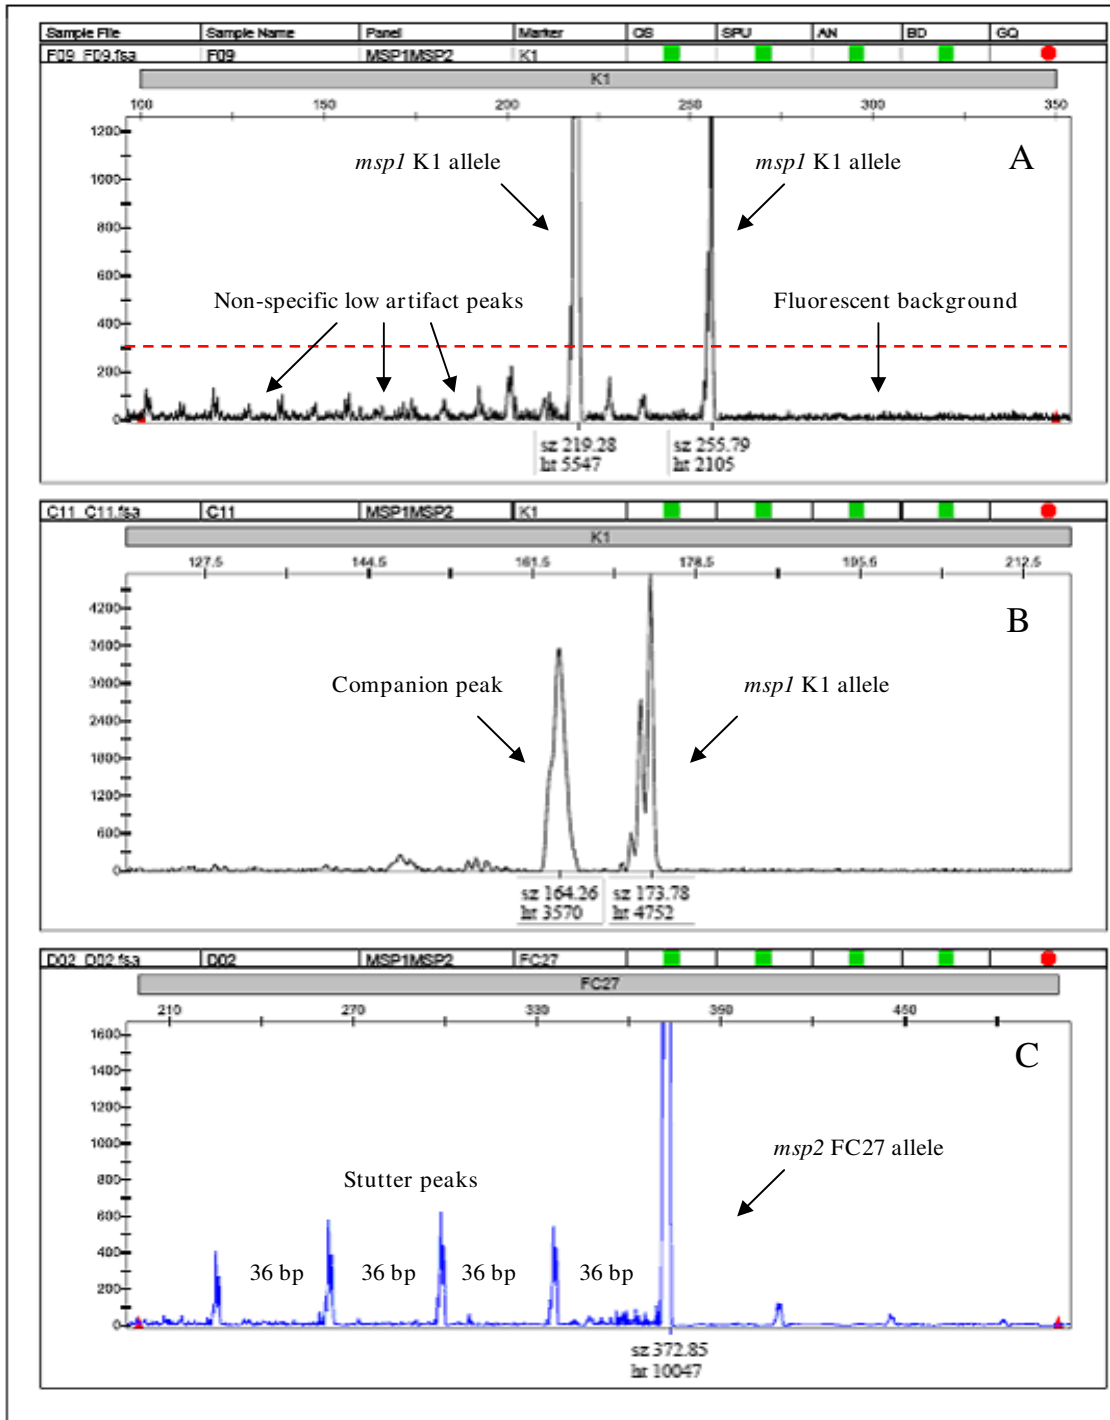 Sample File Sample Name Panel Marker OS SPU AN BD GQ
F09_F09.fsa F09 MSP1MSP2 K1
K1
100 150 200 250 300 350
1200
1000
800
600
400
200
0
A
msp1 K1 allele
msp1 K1 allele
Non-specific low artifact peaks
Fluorescent background
sz 219.28
ht 5547
sz 255.79
ht 2105
C11_C11.fsa C11 MSP1MSP2 K1
K1
127.5 144.5 161.5 178.5 195.5 212.5
4200
3600
3000
2400
1800
1200
600
0
B
Companion peak
msp1 K1 allele
sz 164.26
ht 3570
sz 173.78
ht 4752
D02_D02.fsa D02 MSP1MSP2 FC27
FC27
210 270 330 390 450
1600
1400
1200
1000
800
600
400
200
0
C
msp2 FC27 allele
Stutter peaks
36 bp 36 bp 36 bp 36 bp
sz 372.85
ht 10047